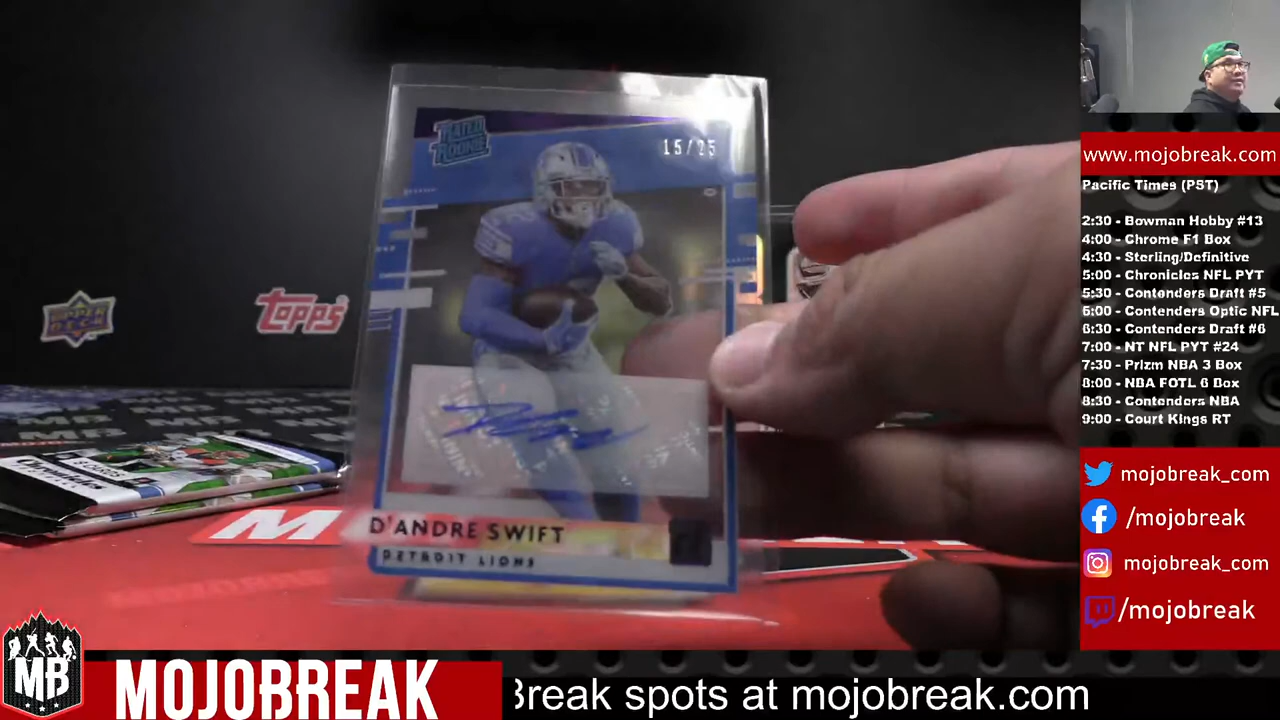 RATED
ROOKIE
15/25
UPPER
DECK
TOPPS
D'ANDRE SWIFT
DETROIT LIONS
www.mojobreak.com
Pacific Times (PST)
2:30 - Bowman Hobby #13
4:00 - Chrome F1 Box
4:30 - Sterling/Definitive
5:00 - Chronicles NFL PYT
5:30 - Contenders Draft #5
6:00 - Contenders Optic NFL
6:30 - Contenders Draft #6
7:00 - NT NFL PYT #24
7:30 - Prizm NBA 3 Box
8:00 - NBA FOTL 6 Box
8:30 - Contenders NBA
9:00 - Court Kings RT
mojobreak_com
/mojobreak
mojobreak_com
/mojobreak
MB
MOJOBREAK
Break spots at mojobreak.com